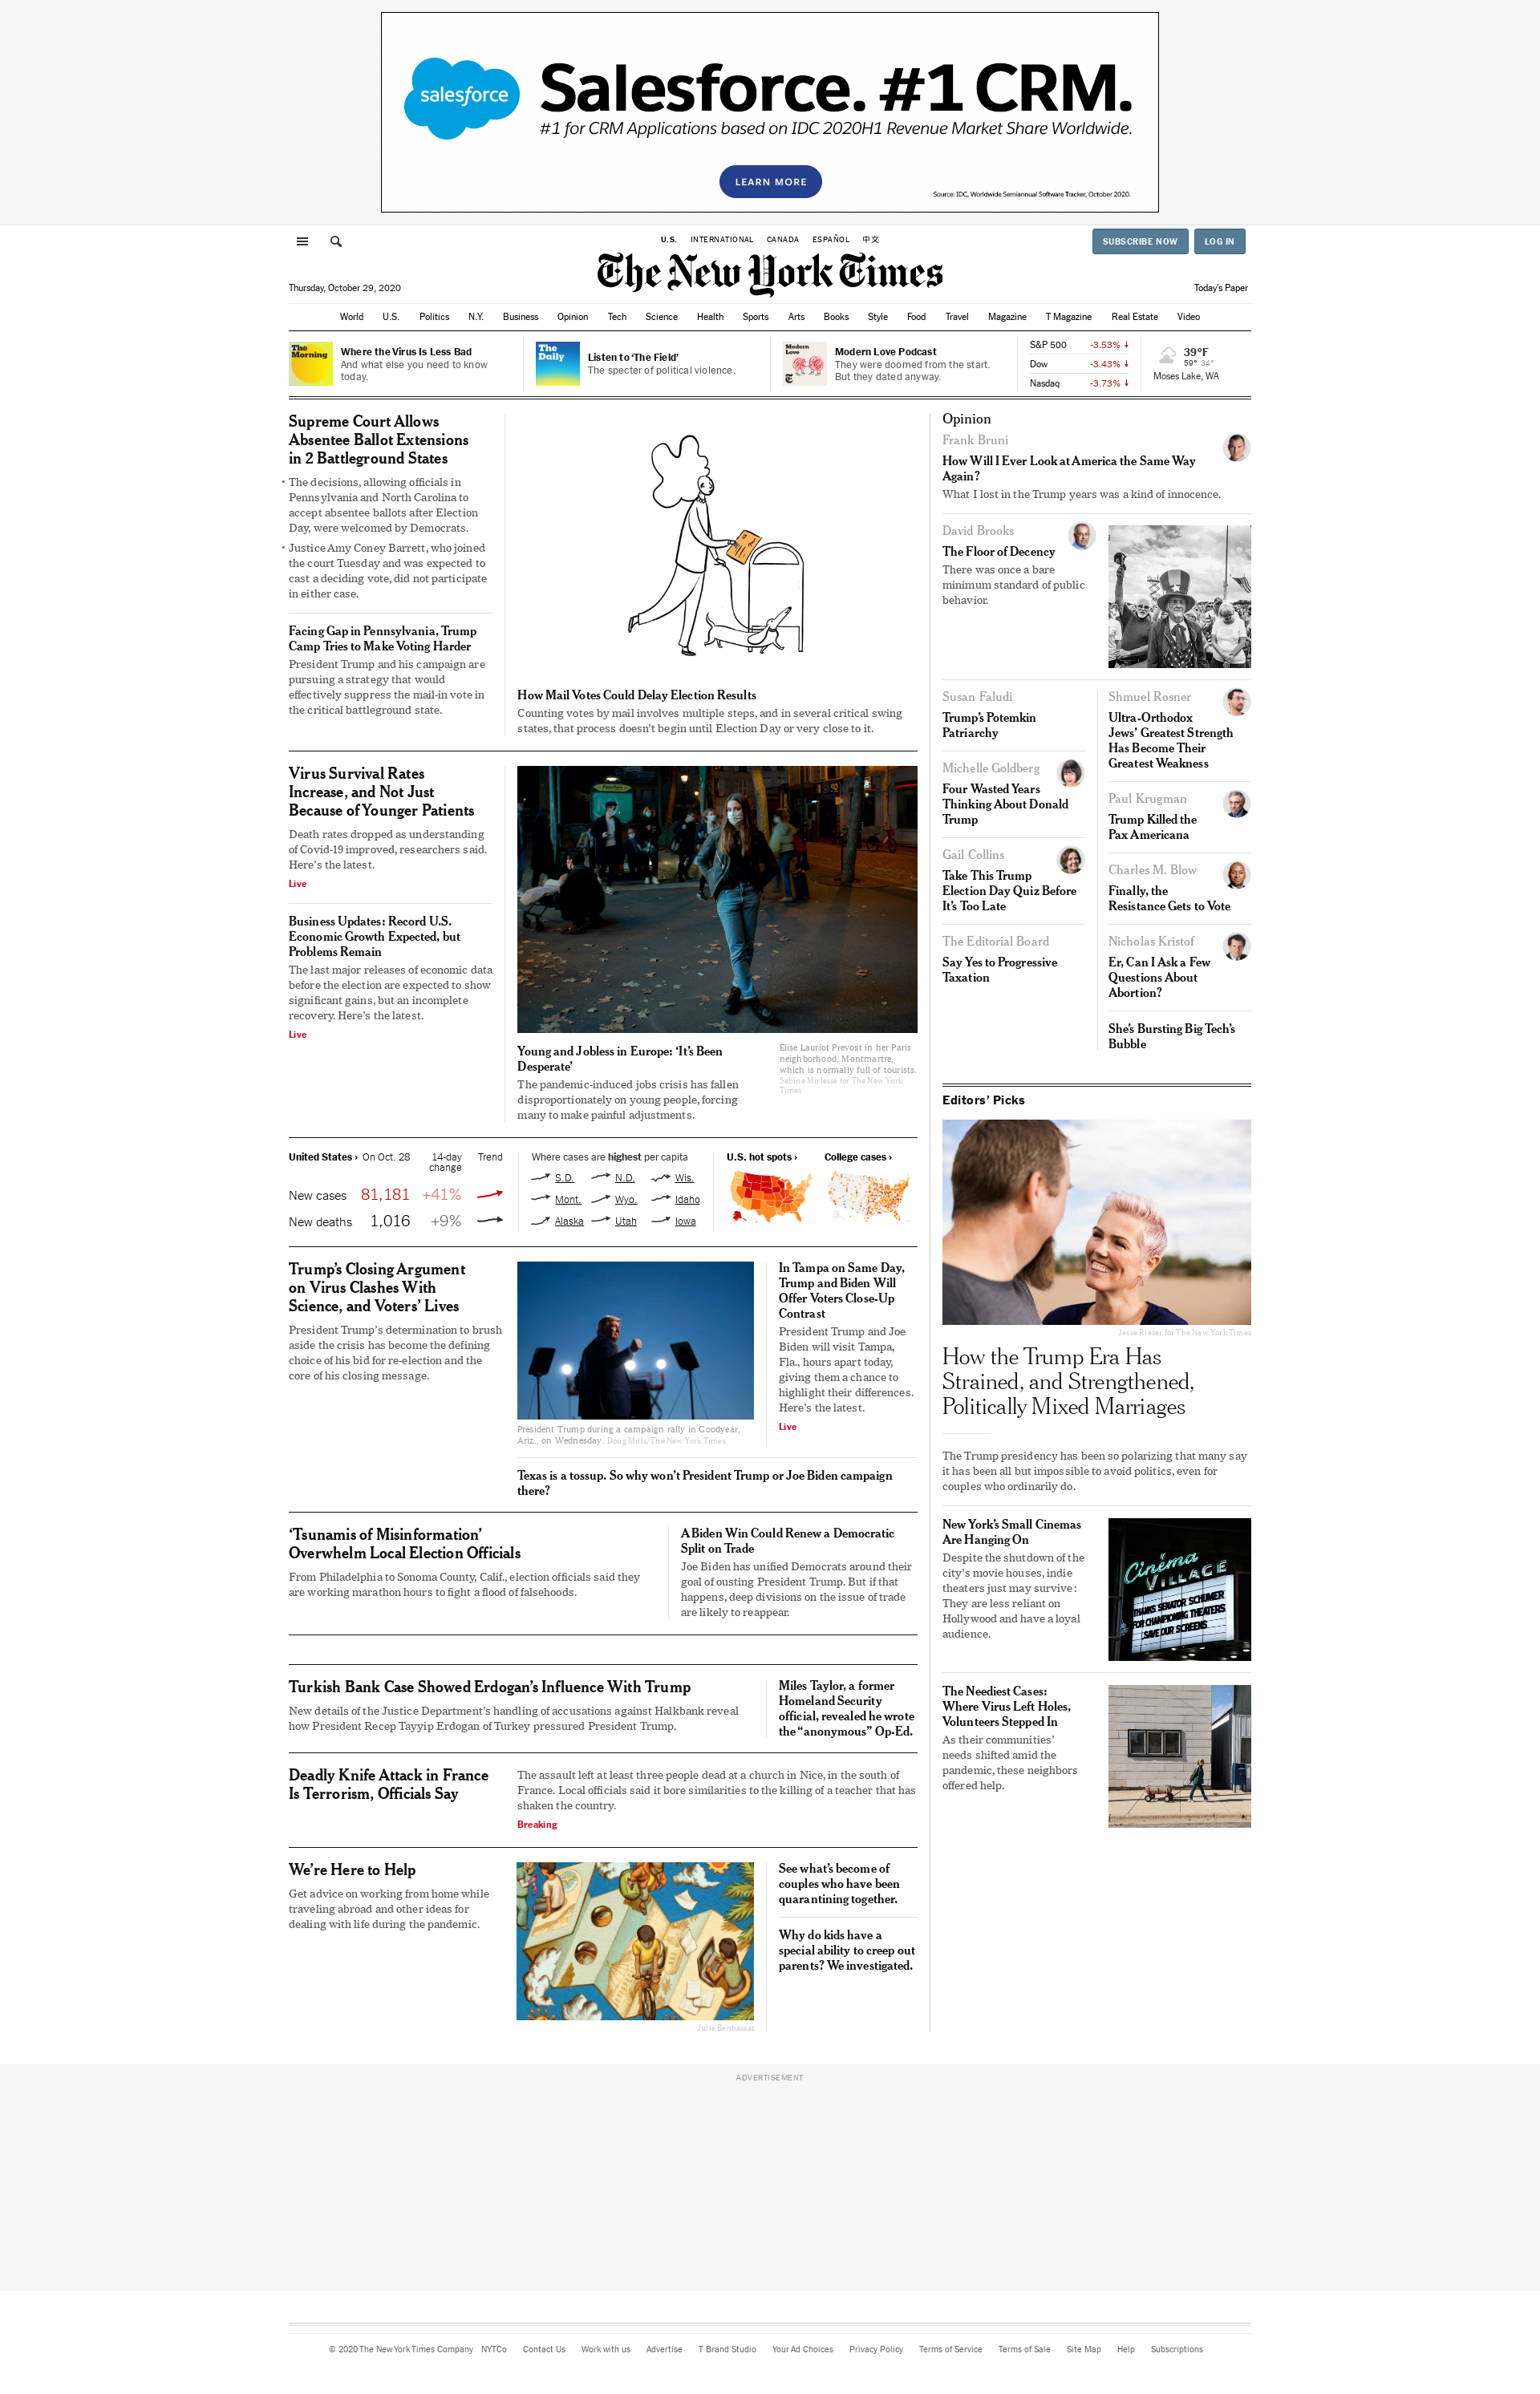 salesforce
Salesforce. #1 CRM.
#1 for CRM Applications based on IDC 2020H1 Revenue Market Share Worldwide.
LEARN MORE
Source: IDC, Worldwide Semiannual Software Tracker, October 2020.
U.S. INTERNATIONAL CANADA ESPAÑOL 中文
SUBSCRIBE NOW LOG IN
The New York Times
Thursday, October 29, 2020
Today's Paper
World U.S. Politics N.Y. Business Opinion Tech Science Health Sports Arts Books Style Food Travel Magazine T Magazine Real Estate Video
The Morning
Where the Virus Is Less Bad
And what else you need to know
today.
The Daily
Listen to ‘The Field’
The specter of political violence.
Modern Love
Modern Love Podcast
They were doomed from the start.
But they dated anyway.
S&P 500 -3.53% ↓
Dow -3.43% ↓
Nasdaq -3.73% ↓
39°F
59° 34°
Moses Lake, WA
Supreme Court Allows
Absentee Ballot Extensions
in 2 Battleground States
• The decisions, allowing officials in
Pennsylvania and North Carolina to
accept absentee ballots after Election
Day, were welcomed by Democrats.
• Justice Amy Coney Barrett, who joined
the court Tuesday and was expected to
cast a deciding vote, did not participate
in either case.
Facing Gap in Pennsylvania, Trump
Camp Tries to Make Voting Harder
President Trump and his campaign are
pursuing a strategy that would
effectively suppress the mail-in vote in
the critical battleground state.
How Mail Votes Could Delay Election Results
Counting votes by mail involves multiple steps, and in several critical swing
states, that process doesn’t begin until Election Day or very close to it.
Virus Survival Rates
Increase, and Not Just
Because of Younger Patients
Death rates dropped as understanding
of Covid-19 improved, researchers said.
Here’s the latest.
Live
Business Updates: Record U.S.
Economic Growth Expected, but
Problems Remain
The last major releases of economic data
before the election are expected to show
significant gains, but an incomplete
recovery. Here’s the latest.
Live
Young and Jobless in Europe: ‘It’s Been
Desperate’
The pandemic-induced jobs crisis has fallen
disproportionately on young people, forcing
many to make painful adjustments.
Elise Lauriot Prevost in her Paris
neighborhood, Montmartre,
which is normally full of tourists.
Sabine Mirlesse for The New York
Times
United States › On Oct. 28 14-day Trend
change
New cases 81,181 +41%
New deaths 1,016 +9%
Where cases are highest per capita
S.D. N.D. Wis.
Mont. Wyo. Idaho
Alaska Utah Iowa
U.S. hot spots › College cases ›
Trump’s Closing Argument
on Virus Clashes With
Science, and Voters’ Lives
President Trump’s determination to brush
aside the crisis has become the defining
choice of his bid for re-election and the
core of his closing message.
President Trump during a campaign rally in Goodyear,
Ariz., on Wednesday. Doug Mills/The New York Times
In Tampa on Same Day,
Trump and Biden Will
Offer Voters Close-Up
Contrast
President Trump and Joe
Biden will visit Tampa,
Fla., hours apart today,
giving them a chance to
highlight their differences.
Here’s the latest.
Live
Texas is a tossup. So why won’t President Trump or Joe Biden campaign
there?
‘Tsunamis of Misinformation’
Overwhelm Local Election Officials
From Philadelphia to Sonoma County, Calif., election officials said they
are working marathon hours to fight a flood of falsehoods.
A Biden Win Could Renew a Democratic
Split on Trade
Joe Biden has unified Democrats around their
goal of ousting President Trump. But if that
happens, deep divisions on the issue of trade
are likely to reappear.
Turkish Bank Case Showed Erdogan’s Influence With Trump
New details of the Justice Department’s handling of accusations against Halkbank reveal
how President Recep Tayyip Erdogan of Turkey pressured President Trump.
Miles Taylor, a former
Homeland Security
official, revealed he wrote
the “anonymous” Op-Ed.
Deadly Knife Attack in France
Is Terrorism, Officials Say
The assault left at least three people dead at a church in Nice, in the south of
France. Local officials said it bore similarities to the killing of a teacher that has
shaken the country.
Breaking
We’re Here to Help
Get advice on working from home while
traveling abroad and other ideas for
dealing with life during the pandemic.
Julie Benbassat
See what’s become of
couples who have been
quarantining together.
Why do kids have a
special ability to creep out
parents? We investigated.
Opinion
Frank Bruni
How Will I Ever Look at America the Same Way
Again?
What I lost in the Trump years was a kind of innocence.
David Brooks
The Floor of Decency
There was once a bare
minimum standard of public
behavior.
Susan Faludi
Trump’s Potemkin
Patriarchy
Michelle Goldberg
Four Wasted Years
Thinking About Donald
Trump
Gail Collins
Take This Trump
Election Day Quiz Before
It’s Too Late
The Editorial Board
Say Yes to Progressive
Taxation
Shmuel Rosner
Ultra-Orthodox
Jews’ Greatest Strength
Has Become Their
Greatest Weakness
Paul Krugman
Trump Killed the
Pax Americana
Charles M. Blow
Finally, the
Resistance Gets to Vote
Nicholas Kristof
Er, Can I Ask a Few
Questions About
Abortion?
She’s Bursting Big Tech’s
Bubble
Editors’ Picks
Jesse Rieser for The New York Times
How the Trump Era Has
Strained, and Strengthened,
Politically Mixed Marriages
The Trump presidency has been so polarizing that many say
it has been all but impossible to avoid politics, even for
couples who ordinarily do.
New York’s Small Cinemas
Are Hanging On
Despite the shutdown of the
city’s movie houses, indie
theaters just may survive:
They are less reliant on
Hollywood and have a loyal
audience.
Cinéma
VILLAGE
THANKS SENATOR SCHUMER
FOR CHAMPIONING THEATERS
SAVE OUR SCREENS
The Neediest Cases:
Where Virus Left Holes,
Volunteers Stepped In
As their communities’
needs shifted amid the
pandemic, these neighbors
offered help.
ADVERTISEMENT
© 2020 The New York Times Company NYTCo Contact Us Work with us Advertise T Brand Studio Your Ad Choices Privacy Policy Terms of Service Terms of Sale Site Map Help Subscriptions